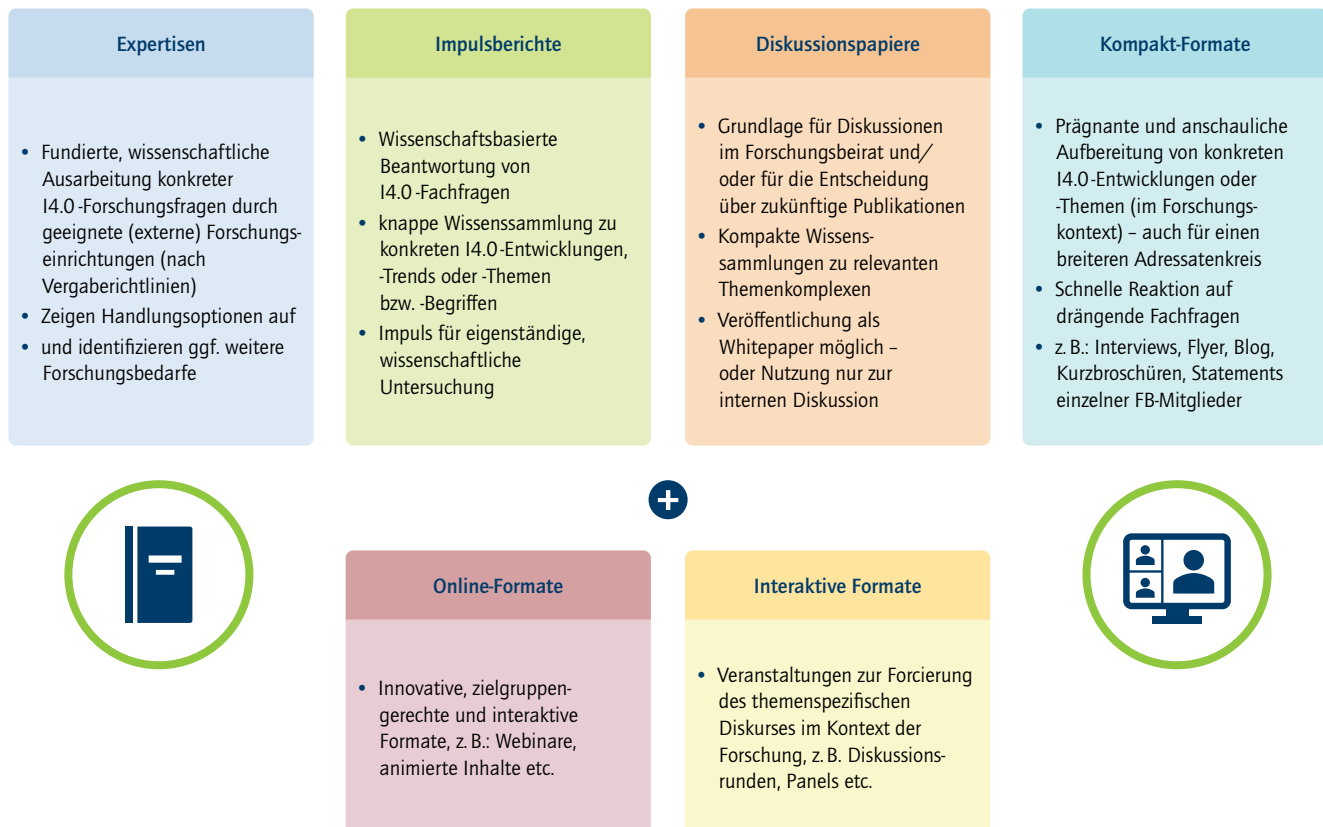 Expertisen
• Fundierte, wissenschaftliche
Ausarbeitung konkreter
I4.0-Forschungsfragen durch
geeignete (externe) Forschungs-
einrichtungen (nach
Vergaberichtlinien)
• Zeigen Handlungsoptionen auf
• und identifizieren ggf. weitere
Forschungsbedarfe
Impulsberichte
• Wissenschaftsbasierte
Beantwortung von
I4.0-Fachfragen
• knappe Wissenssammlung zu
konkreten I4.0-Entwicklungen,
-Trends oder -Themen
bzw. -Begriffen
• Impuls für eigenständige,
wissenschaftliche
Untersuchung
Diskussionspapiere
• Grundlage für Diskussionen
im Forschungsbeirat und/
oder für die Entscheidung
über zukünftige Publikationen
• Kompakte Wissens-
sammlungen zu relevanten
Themenkomplexen
• Veröffentlichung als
Whitepaper möglich –
oder Nutzung nur zur
internen Diskussion
Kompakt-Formate
• Prägnante und anschauliche
Aufbereitung von konkreten
I4.0-Entwicklungen oder
-Themen (im Forschungs-
kontext) – auch für einen
breiteren Adressatenkreis
• Schnelle Reaktion auf
drängende Fachfragen
• z. B.: Interviews, Flyer, Blog,
Kurzbroschüren, Statements
einzelner FB-Mitglieder
+
Online-Formate
• Innovative, zielgruppen-
gerechte und interaktive
Formate, z. B.: Webinare,
animierte Inhalte etc.
Interaktive Formate
• Veranstaltungen zur Forcierung
des themenspezifischen
Diskurses im Kontext der
Forschung, z. B. Diskussions-
runden, Panels etc.